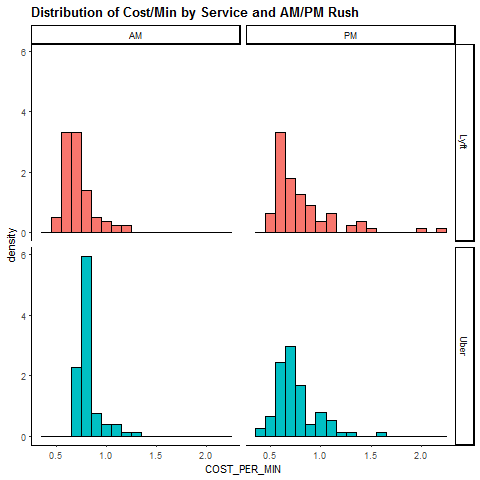 Distribution of Cost/Min by Service and AM/PM Rush
AM
PM
6
4
2
0
Lyft
density
6
4
2
0
Uber
0.5
1.0
1.5
2.0
0.5
1.0
1.5
2.0
COST_PER_MIN